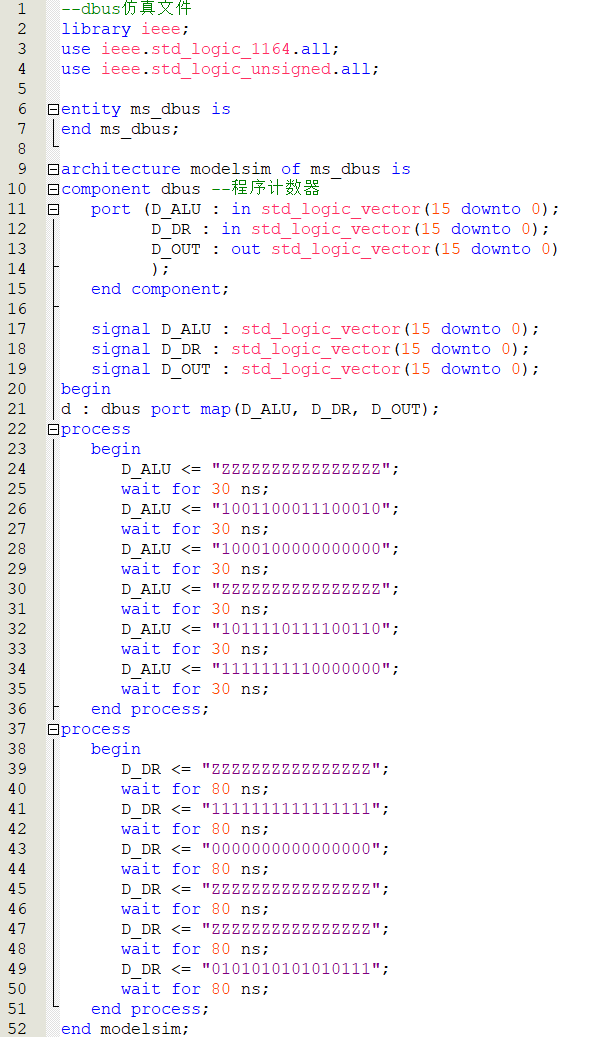 1 --dbus仿真文件
2 library ieee;
3 use ieee.std_logic_1164.all;
4 use ieee.std_logic_unsigned.all;
5
6 entity ms_dbus is
7 end ms_dbus;
8
9 architecture modelsim of ms_dbus is
10 component dbus --程序计数器
11 port (D_ALU : in std_logic_vector(15 downto 0);
12 D_DR : in std_logic_vector(15 downto 0);
13 D_OUT : out std_logic_vector(15 downto 0)
14 );
15 end component;
16
17 signal D_ALU : std_logic_vector(15 downto 0);
18 signal D_DR : std_logic_vector(15 downto 0);
19 signal D_OUT : std_logic_vector(15 downto 0);
20 begin
21 d : dbus port map(D_ALU, D_DR, D_OUT);
22 process
23 begin
24 D_ALU <= "ZZZZZZZZZZZZZZZZ";
25 wait for 30 ns;
26 D_ALU <= "1001100011100010";
27 wait for 30 ns;
28 D_ALU <= "1000100000000000";
29 wait for 30 ns;
30 D_ALU <= "ZZZZZZZZZZZZZZZZ";
31 wait for 30 ns;
32 D_ALU <= "1011110111100110";
33 wait for 30 ns;
34 D_ALU <= "1111111110000000";
35 wait for 30 ns;
36 end process;
37 process
38 begin
39 D_DR <= "ZZZZZZZZZZZZZZZZ";
40 wait for 80 ns;
41 D_DR <= "1111111111111111";
42 wait for 80 ns;
43 D_DR <= "0000000000000000";
44 wait for 80 ns;
45 D_DR <= "ZZZZZZZZZZZZZZZZ";
46 wait for 80 ns;
47 D_DR <= "ZZZZZZZZZZZZZZZZ";
48 wait for 80 ns;
49 D_DR <= "0101010101010111";
50 wait for 80 ns;
51 end process;
52 end modelsim;